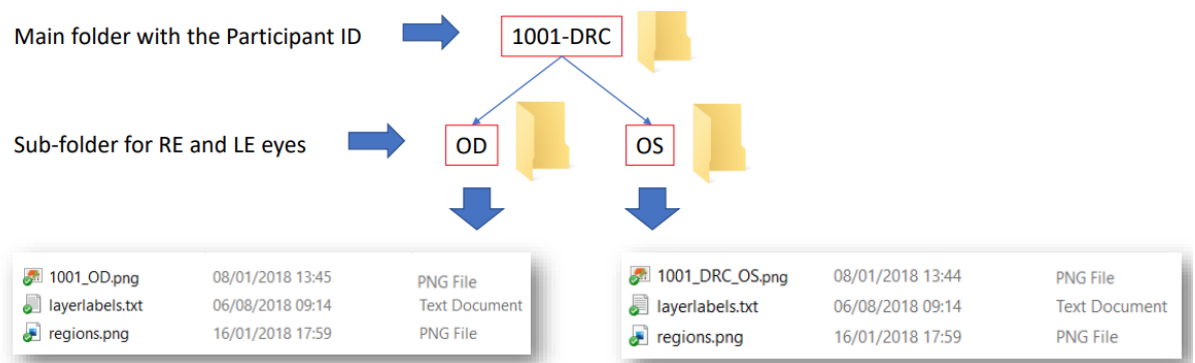 Main folder with the Participant ID
1001-DRC
Sub-folder for RE and LE eyes
OD
OS
1001_OD.png 08/01/2018 13:45 PNG File
layerlabels.txt 06/08/2018 09:14 Text Document
regions.png 16/01/2018 17:59 PNG File
1001_DRC_OS.png 08/01/2018 13:44 PNG File
layerlabels.txt 06/08/2018 09:14 Text Document
regions.png 16/01/2018 17:59 PNG File